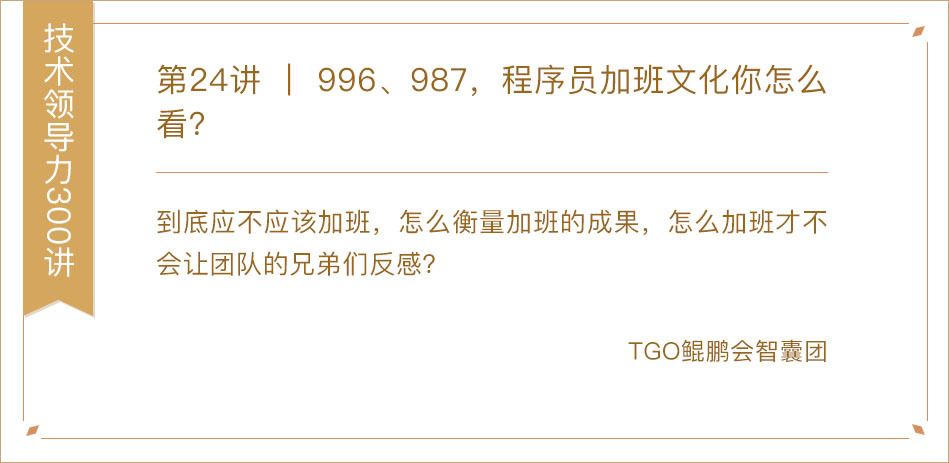 技术领导力300讲
第24讲 | 996、987，程序员加班文化你怎么
看？
到底应不应该加班，怎么衡量加班的成果，怎么加班才不
会让团队的兄弟们反感？
TGO鲲鹏会智囊团